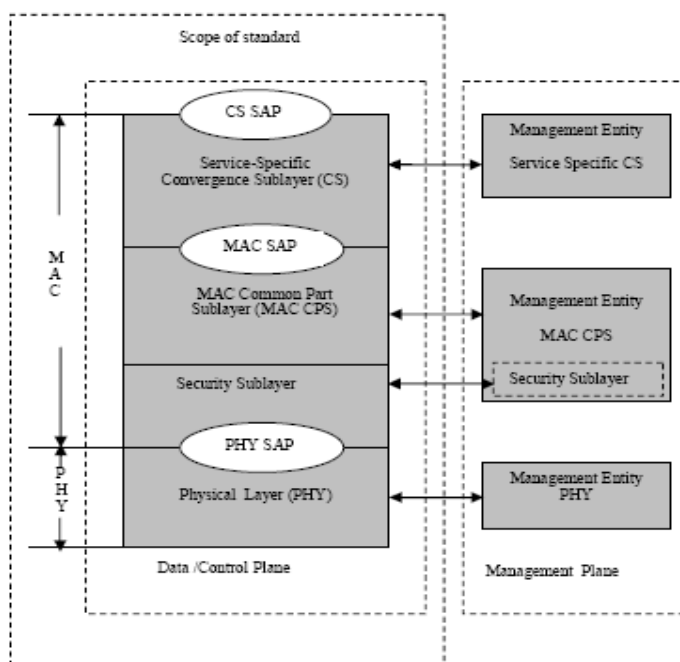 Scope of standard
CS SAP
Service-Specific
Convergence Sublayer (CS)
MAC SAP
MAC Common Part
Sublayer (MAC CPS)
Security Sublayer
PHY SAP
Physical Layer (PHY)
Data /Control Plane
M
A
C
P
H
Y
Management Entity
Service Specific CS
Management Entity
MAC CPS
Security Sublayer
Management Entity
PHY
Management Plane